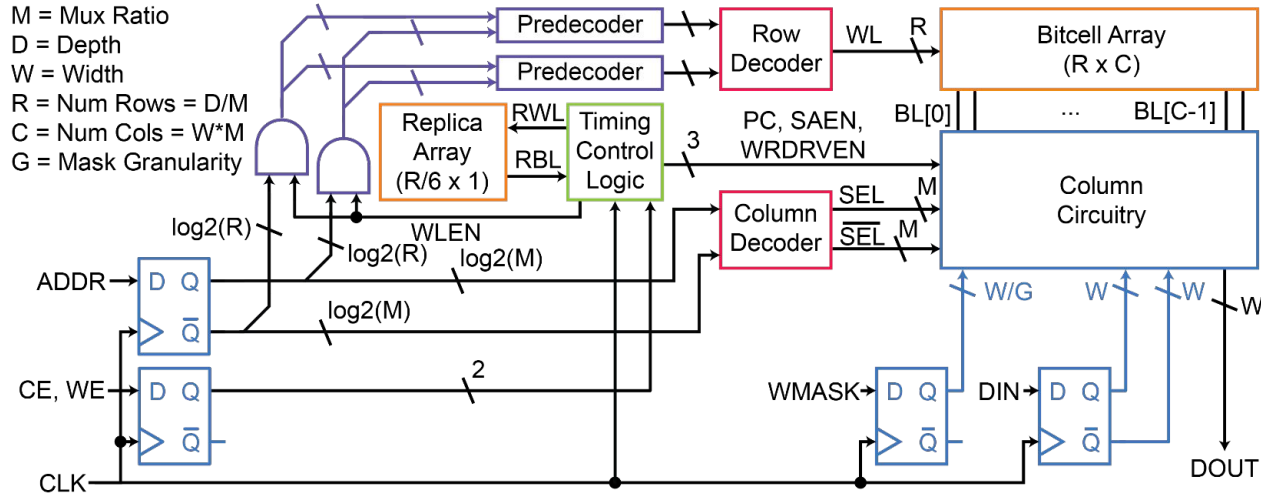 M = Mux Ratio
D = Depth
W = Width
R = Num Rows = D/M
C = Num Cols = W*M
G = Mask Granularity
Predecoder
Predecoder
Row
Decoder
WL
R
Bitcell Array
(R x C)
BL[0]
...
BL[C-1]
Replica
Array
(R/6 x 1)
RWL
RBL
Timing
Control
Logic
3
PC, SAEN,
WRDRVEN
Column
Circuitry
WLEN
Column
Decoder
SEL
M
S̅E̅L̅
M
log2(R)
log2(R)
log2(M)
log2(M)
ADDR
D Q
Q̅
CE, WE
D Q
Q̅
2
CLK
WMASK
D Q
Q̅
W/G
DIN
D Q
Q̅
W
W
W
DOUT